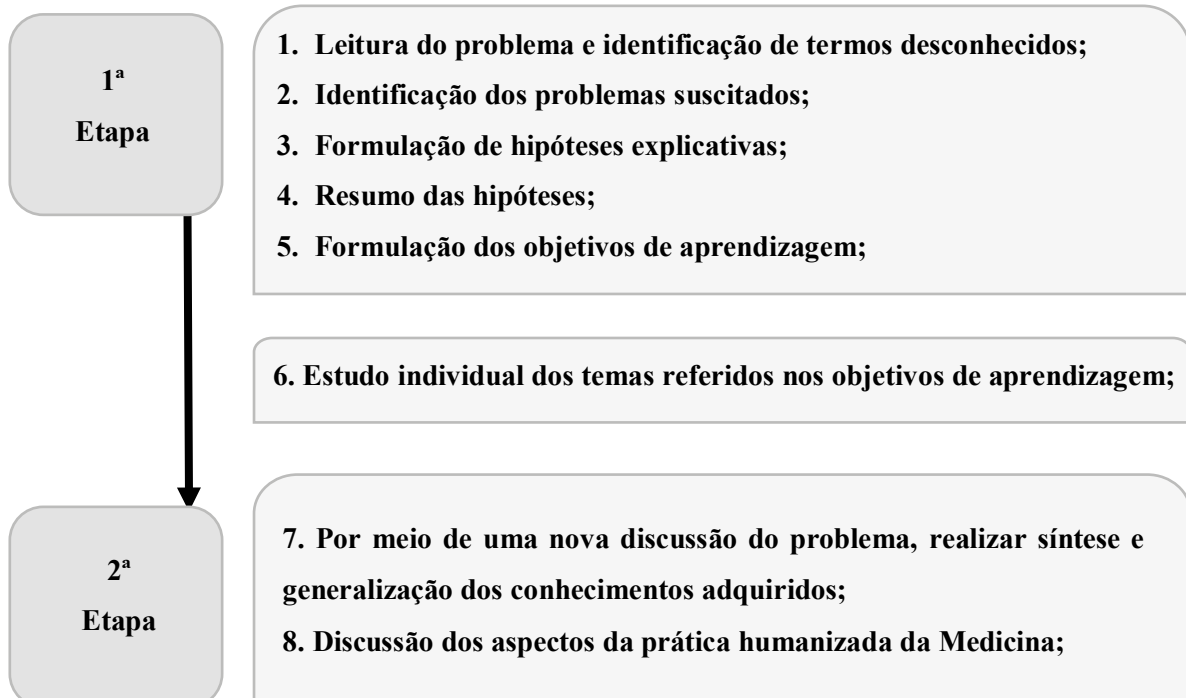 1ª
Etapa
1. Leitura do problema e identificação de termos desconhecidos;
2. Identificação dos problemas suscitados;
3. Formulação de hipóteses explicativas;
4. Resumo das hipóteses;
5. Formulação dos objetivos de aprendizagem;
6. Estudo individual dos temas referidos nos objetivos de aprendizagem;
2ª
Etapa
7. Por meio de uma nova discussão do problema, realizar síntese e
generalização dos conhecimentos adquiridos;
8. Discussão dos aspectos da prática humanizada da Medicina;